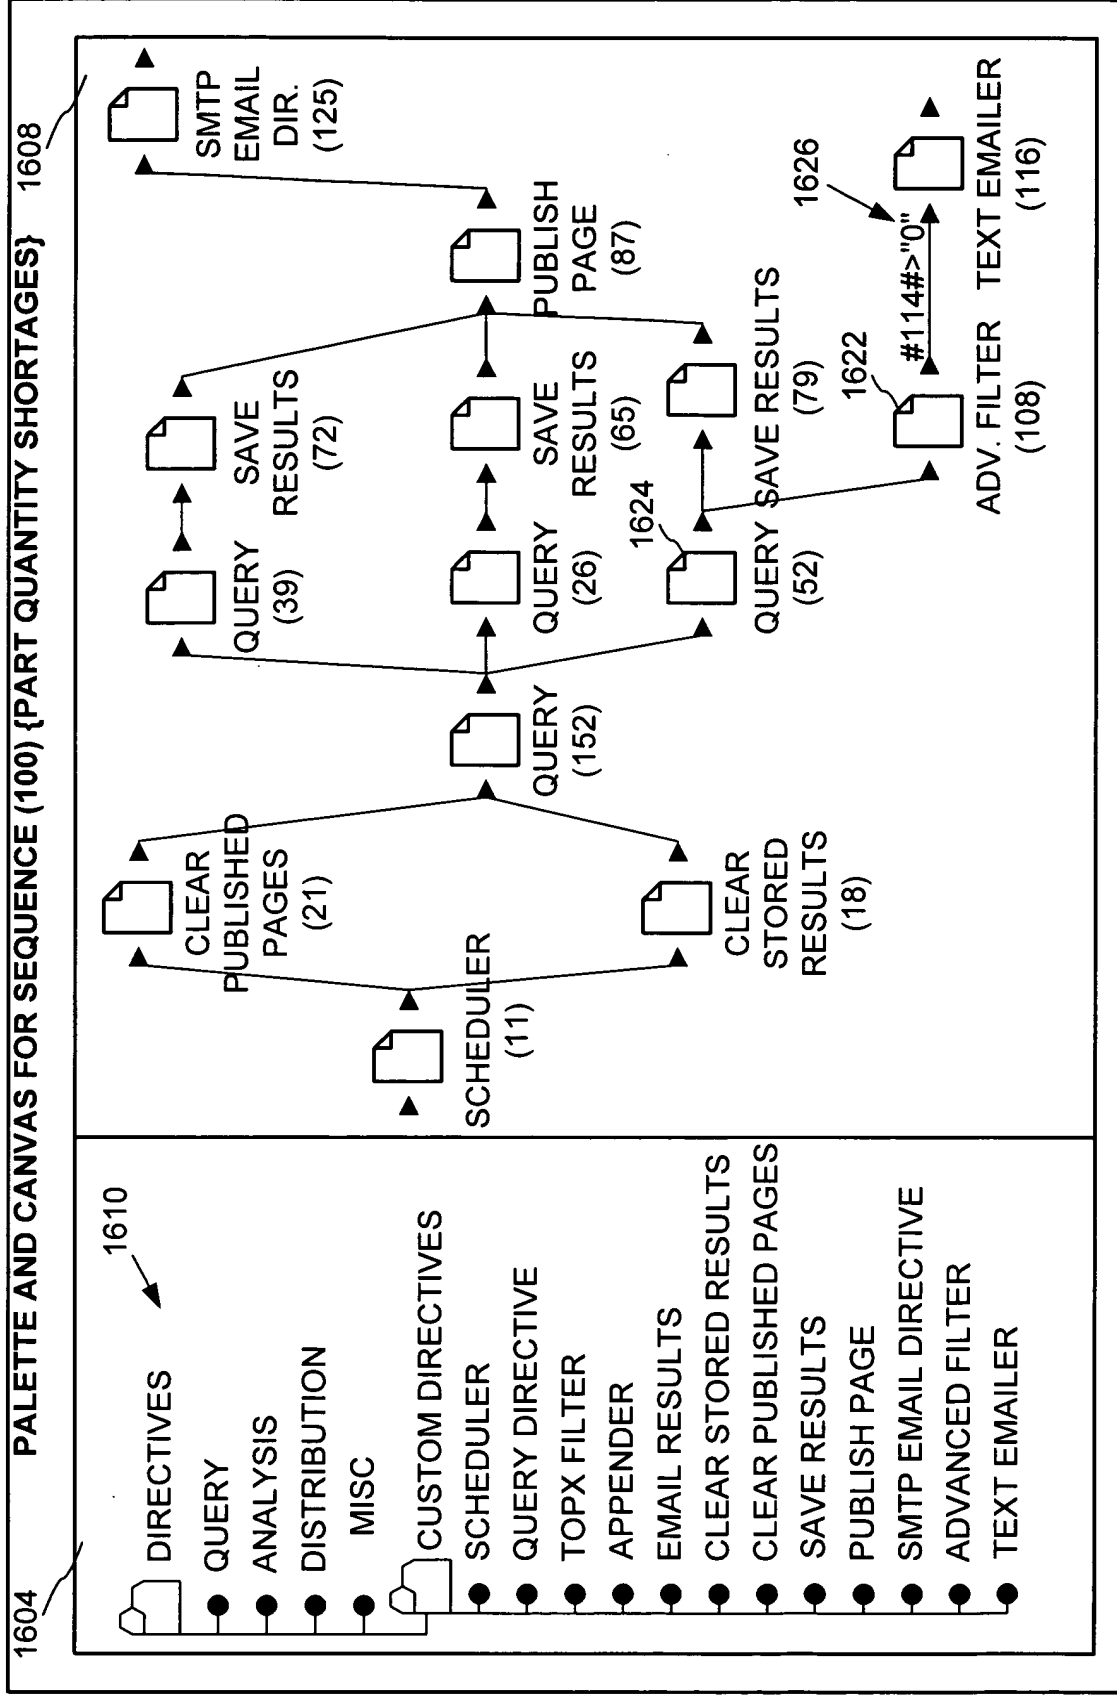 PALETTE AND CANVAS FOR SEQUENCE (100) {PART QUANTITY SHORTAGES}
1604
1608
1610
DIRECTIVES
QUERY
ANALYSIS
DISTRIBUTION
MISC
CUSTOM DIRECTIVES
SCHEDULER
QUERY DIRECTIVE
TOPX FILTER
APPENDER
EMAIL RESULTS
CLEAR STORED RESULTS
CLEAR PUBLISHED PAGES
SAVE RESULTS
PUBLISH PAGE
SMTP EMAIL DIRECTIVE
ADVANCED FILTER
TEXT EMAILER
SCHEDULER
(11)
CLEAR
PUBLISHED
PAGES
(21)
CLEAR
STORED
RESULTS
(18)
QUERY
(152)
QUERY
(39)
SAVE
RESULTS
(72)
QUERY
(26)
SAVE
RESULTS
(65)
1624
QUERY
(52)
SAVE RESULTS
(79)
PUBLISH
PAGE
(87)
SMTP
EMAIL
DIR.
(125)
1622
ADV. FILTER
(108)
1626
#114#>"0"
TEXT EMAILER
(116)